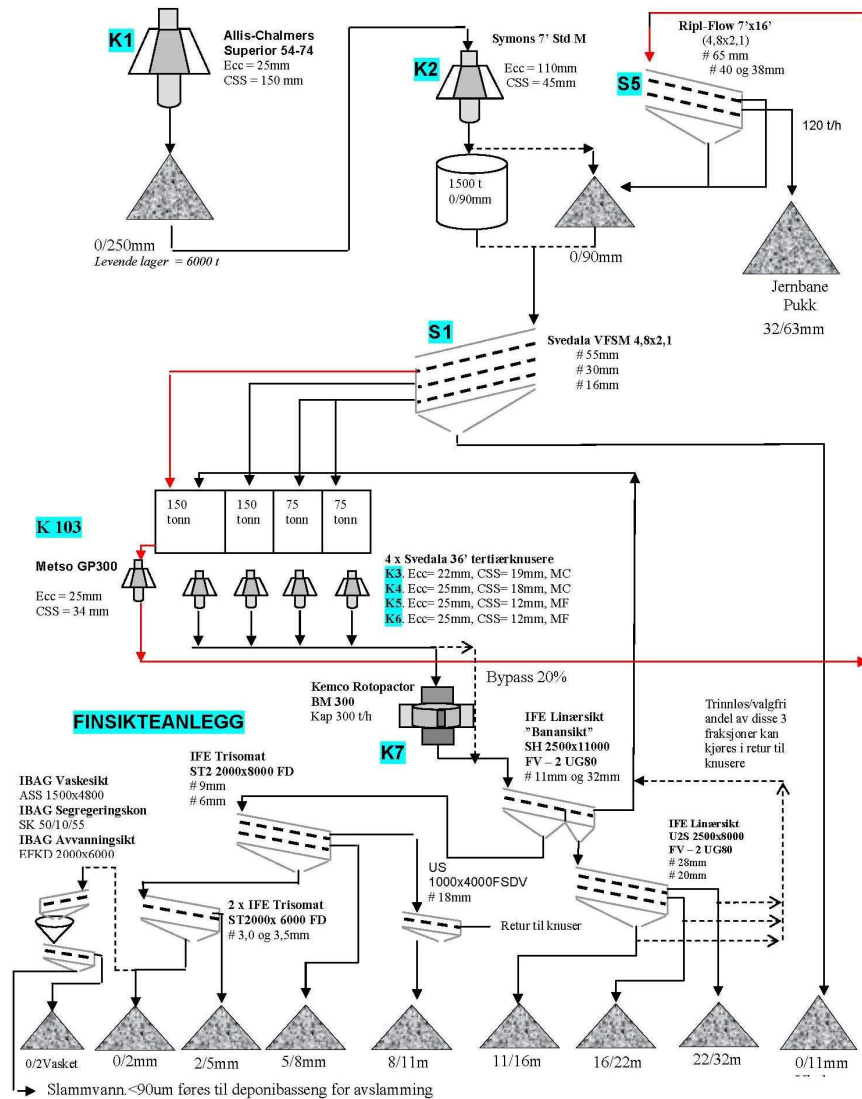 K1
Allis-Chalmers
Superior 54-74
Ecc = 25mm
CSS = 150 mm
0/250mm
Levende lager = 6000 t
K2
Symons 7' Std M
Ecc = 110mm
CSS = 45mm
1500 t
0/90mm
0/90mm
S5
Ripl-Flow 7'x16'
(4,8x2,1)
# 65 mm
# 40 og 38mm
120 t/h
Jernbane
Pukk
32/63mm
S1
Svedala VFSM 4,8x2,1
# 55mm
# 30mm
# 16mm
150
tonn
150
tonn
75
tonn
75
tonn
K 103
Metso GP300
Ecc = 25mm
CSS = 34 mm
4 x Svedala 36' tertiærknusere
K3. Ecc= 22mm, CSS= 19mm, MC
K4. Ecc= 25mm, CSS= 18mm, MC
K5. Ecc= 25mm, CSS= 12mm, MF
K6. Ecc= 25mm, CSS= 12mm, MF
Bypass 20%
Kemco Rotopactor
BM 300
Kap 300 t/h
K7
FINSIKTEANLEGG
IFE Linærsikt
"Banansikt"
SH 2500x11000
FV – 2 UG80
# 11mm og 32mm
Trinnløs/valgfri
andel av disse 3
fraksjoner kan
kjøres i retur til
knusere
IFE Trisomat
ST2 2000x8000 FD
# 9mm
# 6mm
IBAG Vaskesikt
ASS 1500x4800
IBAG Segregeringskon
SK 50/10/55
IBAG Avvanningsikt
EFKD 2000x6000
2 x IFE Trisomat
ST2000x 6000 FD
# 3,0 og 3,5mm
US
1000x4000FSDV
# 18mm
Retur til knuser
IFE Linærsikt
U2S 2500x8000
FV – 2 UG80
# 28mm
# 20mm
0/2Vasket
0/2mm
2/5mm
5/8mm
8/11m
11/16m
16/22m
22/32m
0/11mm
Slammvann.<90um føres til deponibasseng for avslamming